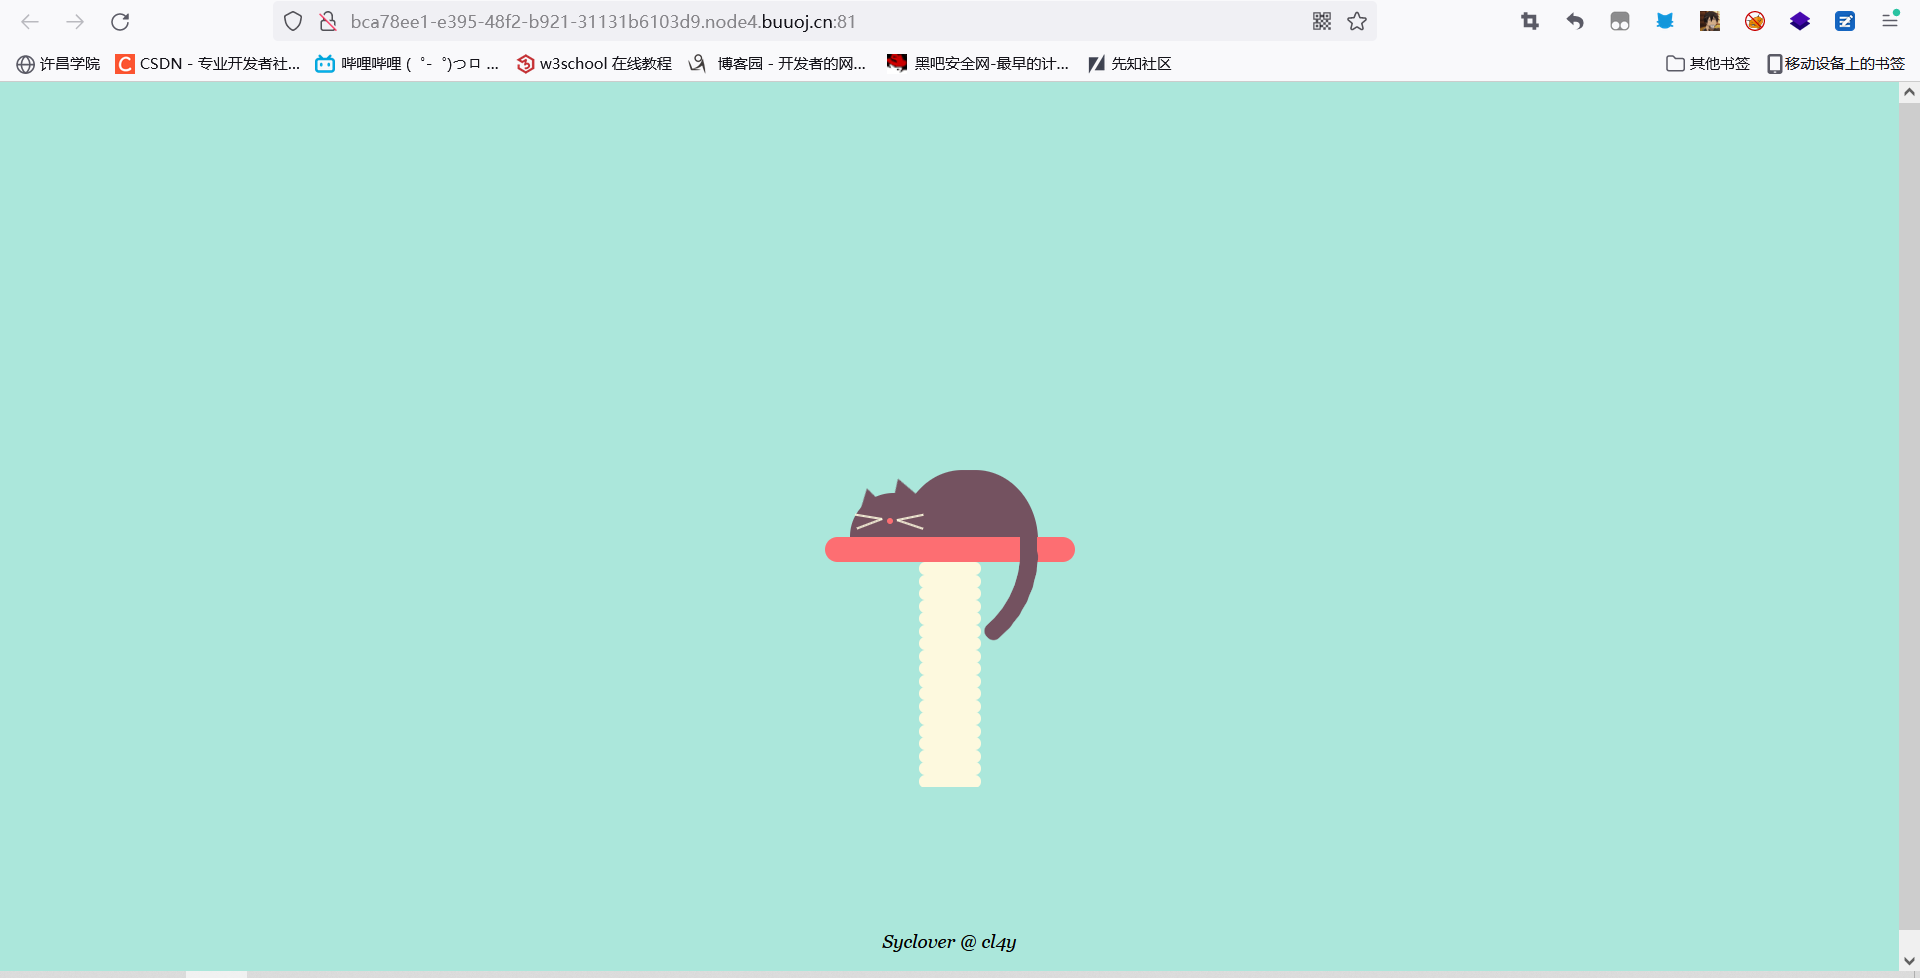 bca78ee1-e395-48f2-b921-31131b6103d9.node4.buuoj.cn:81
许昌学院 CSDN - 专业开发者社... 哔哩哔哩 ( ゜- ゜)つロ ... w3school 在线教程 博客园 - 开发者的网... 黑吧安全网-最早的计... 先知社区 其他书签 移动设备上的书签
Syclover @ cl4y